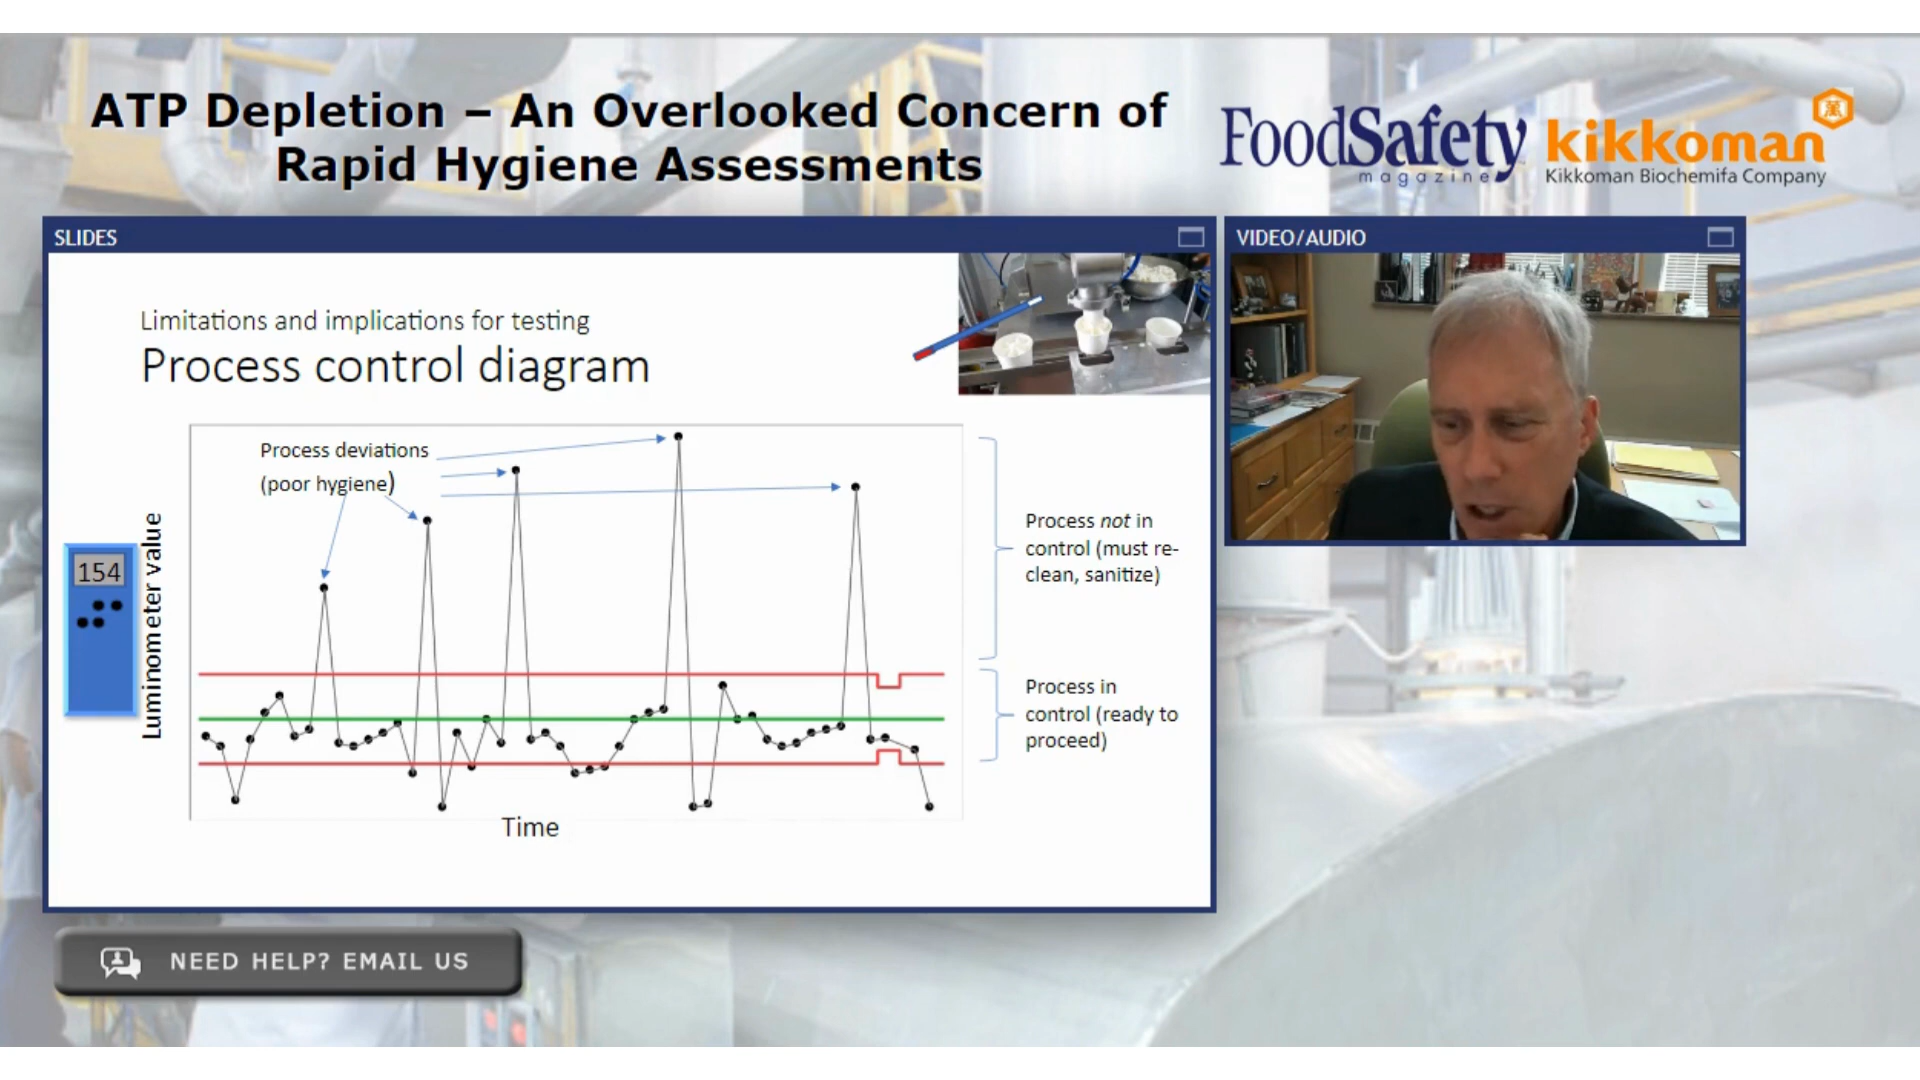 ATP Depletion – An Overlooked Concern of
Rapid Hygiene Assessments
FoodSafety
magazine
kikkoman
萬
Kikkoman Biochemifa Company
SLIDES
VIDEO/AUDIO
Limitations and implications for testing
Process control diagram
Process deviations
(poor hygiene)
154
Luminometer value
Time
Process not in
control (must re-
clean, sanitize)
Process in
control (ready to
proceed)
NEED HELP? EMAIL US